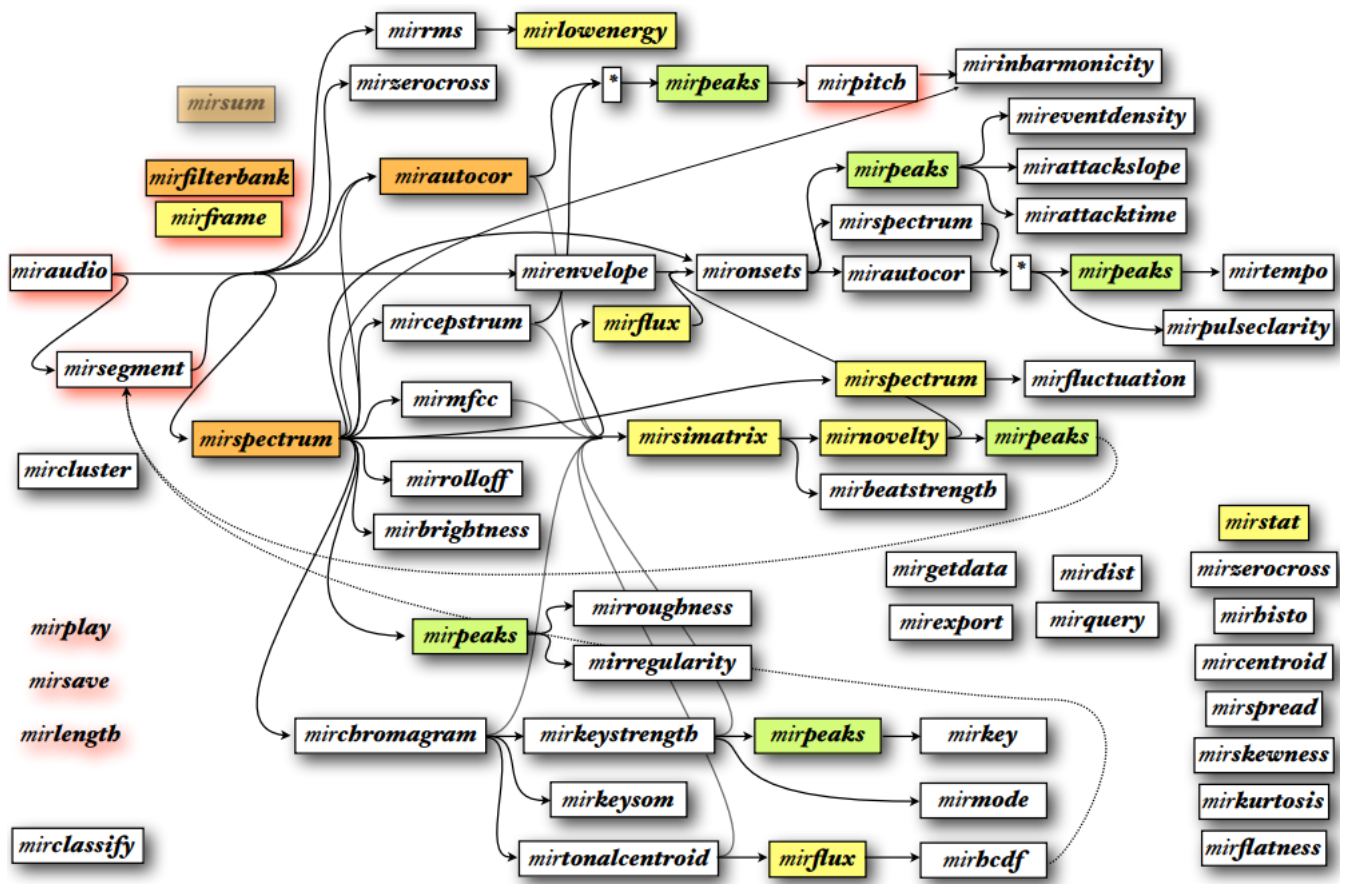 mirrms
mirlowenergy
mirzerocross
*
mirpeaks
mirpitch
mirinharmonicity
mirsum
mireventdensity
mirfilterbank
mirautocor
mirpeaks
mirattackslope
mirframe
mirspectrum
mirattacktime
miraudio
mirenvelope
mironsets
mirautocor
*
mirpeaks
mirtempo
mircepstrum
mirflux
mirpulseclarity
mirsegment
mirspectrum
mirfluctuation
mirmfcc
mirspectrum
mirsimatrix
mirnovelty
mirpeaks
mircluster
mirrolloff
mirbeatstrength
mirbrightness
mirstat
mirgetdata
mirdist
mirzerocross
mirplay
mirpeaks
mirroughness
mirexport
mirquery
mirhisto
mirregularity
mircentroid
mirsave
mirspread
mirlength
mirchromagram
mirkeystrength
mirpeaks
mirkey
mirskewness
mirkeysom
mirmode
mirkurtosis
mirclassify
mirtonalcentroid
mirflux
mirhcdf
mirflatness